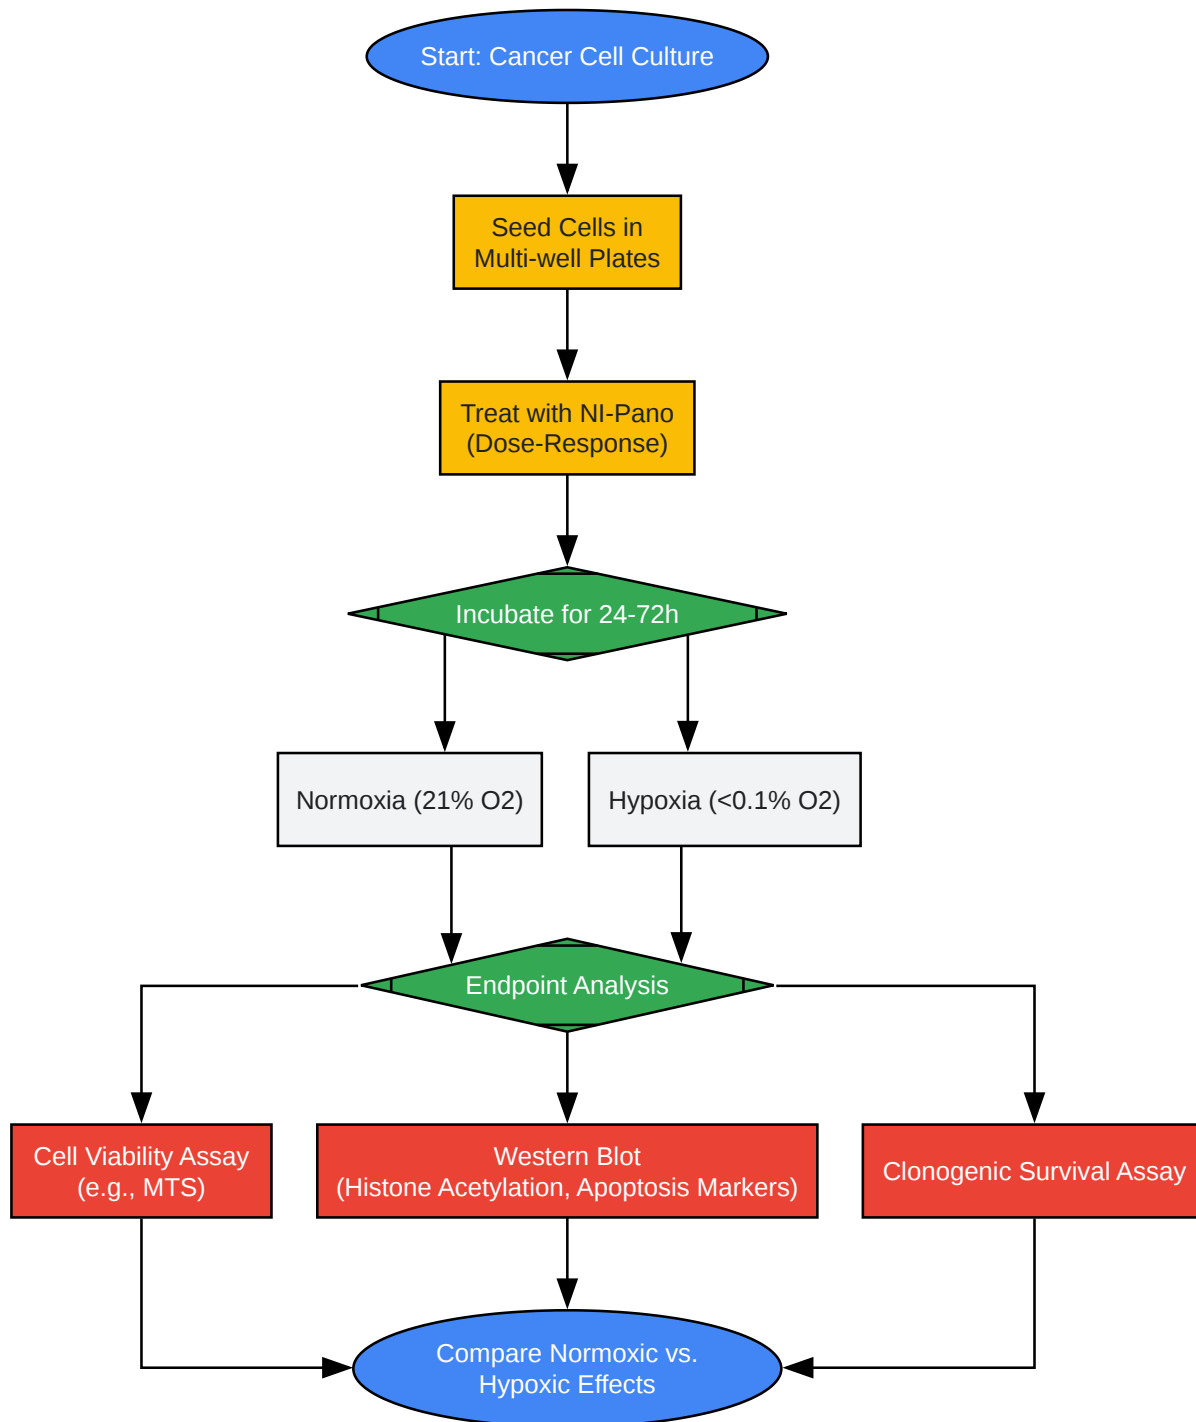 Start: Cancer Cell Culture
Seed Cells in
Multi-well Plates
Treat with NI-Pano
(Dose-Response)
Incubate for 24-72h
Normoxia (21% O2)
Hypoxia (<0.1% O2)
Endpoint Analysis
Cell Viability Assay
(e.g., MTS)
Western Blot
(Histone Acetylation, Apoptosis Markers)
Clonogenic Survival Assay
Compare Normoxic vs.
Hypoxic Effects